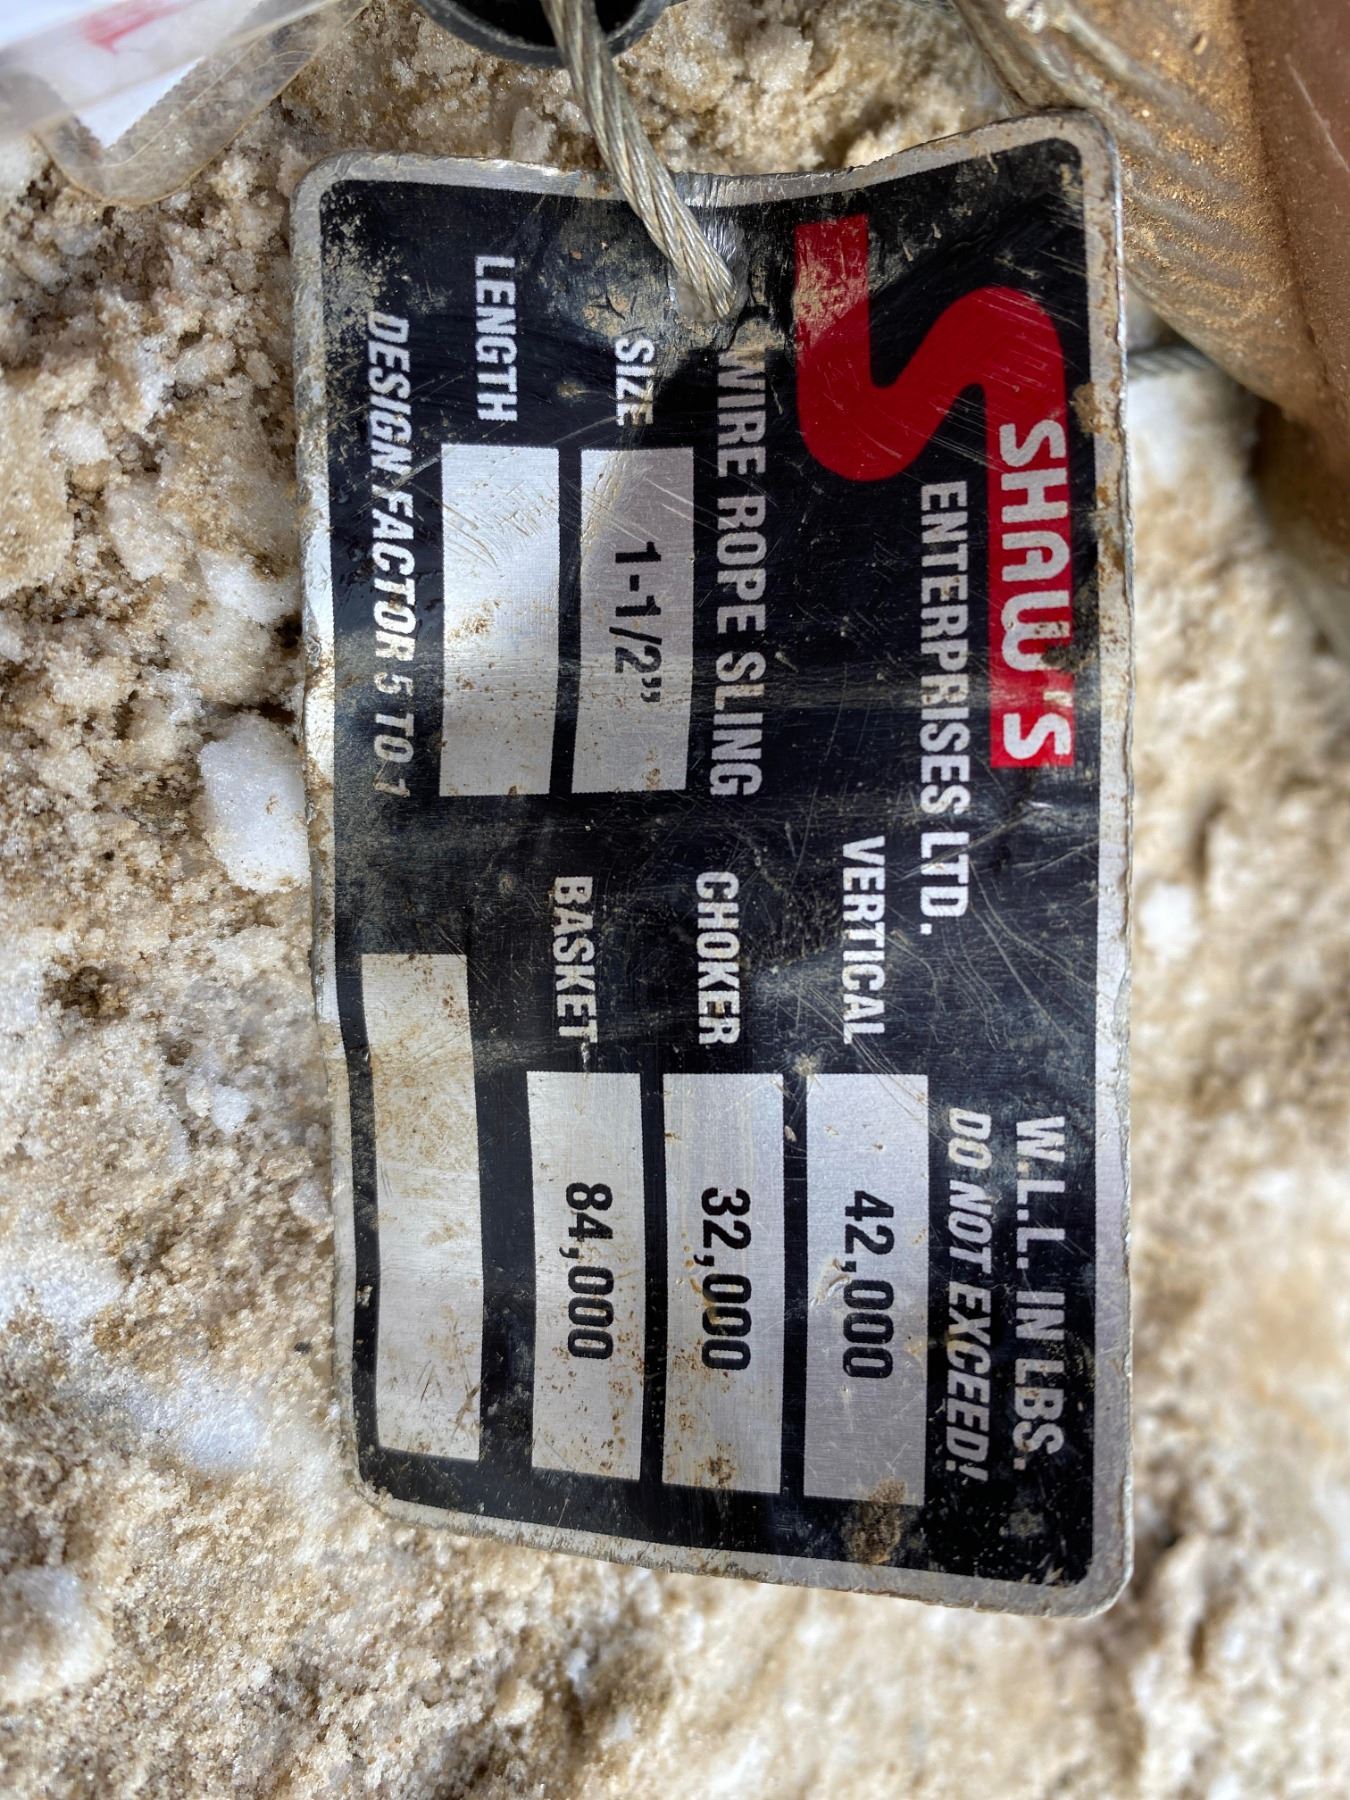 SHAW'S
ENTERPRISES LTD.
WIRE ROPE SLING
SIZE 1-1/2"
LENGTH
DESIGN FACTOR 5 TO 1
W.L.L. IN LBS.
DO NOT EXCEED!
VERTICAL 42,000
CHOKER 32,000
BASKET 84,000